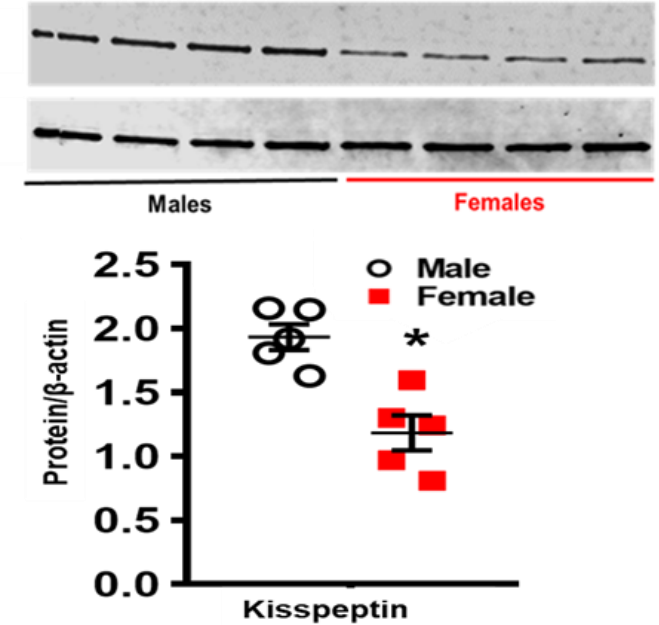 Males
Females
Male
Female
*
2.5
2.0
1.5
1.0
0.5
0.0
Protein/β-actin
Kisspeptin